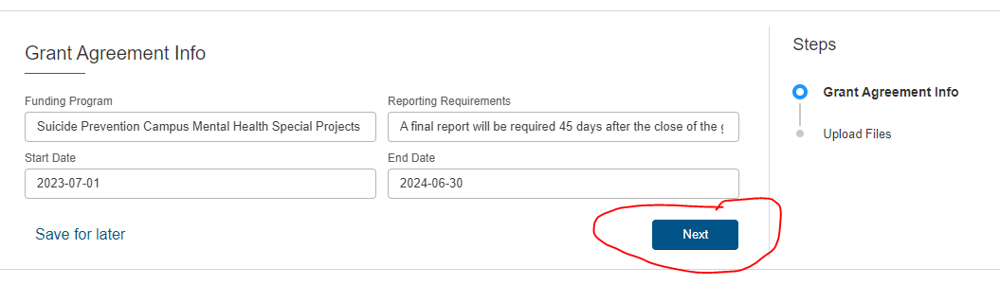 Grant Agreement Info
Funding Program
Suicide Prevention Campus Mental Health Special Projects
Reporting Requirements
A final report will be required 45 days after the close of the
Start Date
2023-07-01
End Date
2024-06-30
Save for later
Next
Steps
Grant Agreement Info
Upload Files